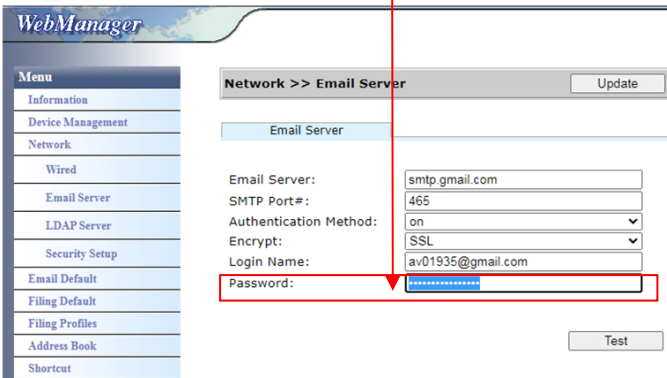 WebManager
Menu
Information
Device Management
Network
Wired
Email Server
LDAP Server
Security Setup
Email Default
Filing Default
Filing Profiles
Address Book
Shortcut
Network >> Email Server
Update
Email Server
Email Server: smtp.gmail.com
SMTP Port#: 465
Authentication Method: on
Encrypt: SSL
Login Name: av01935@gmail.com
Password: ••••••••••••••••
Test